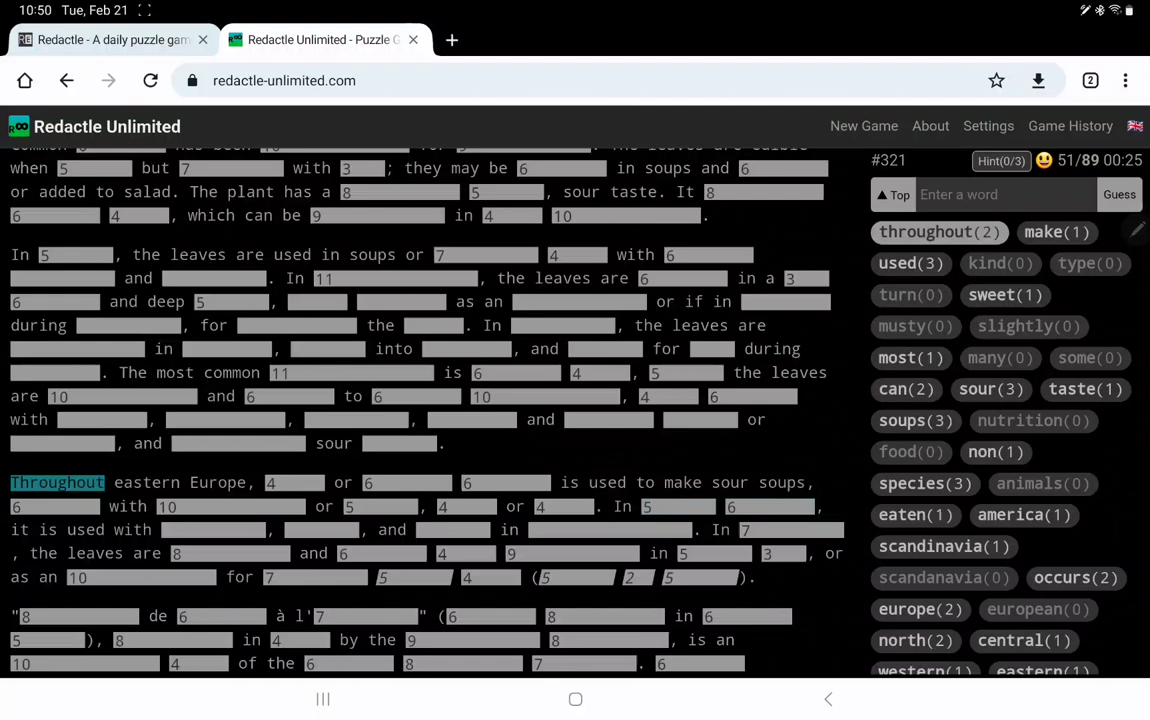 10:50 Tue, Feb 21
Redactle - A daily puzzle gam
Redactle Unlimited - Puzzle G
redactle-unlimited.com
2
Redactle Unlimited
New Game About Settings Game History
#321 Hint(0/3) 51/89 00:25
Top Enter a word Guess
when 5 but 7 with 3 ; they may be 6 in soups and 6
or added to salad. The plant has a 8 5 , sour taste. It 8
6 4 , which can be 9 in 4 10 .
In 5 , the leaves are used in soups or 7 4 with 6
and . In 11 , the leaves are 6 in a 3
6 and deep 5 , as an or if in
during , for the . In , the leaves are
in , into , and for during
. The most common 11 is 6 4 , 5 the leaves
are 10 and 6 to 6 10 , 4 6
with , , , and or
, and sour .
Throughout eastern Europe, 4 or 6 6 is used to make sour soups,
6 with 10 or 5 , 4 or 4 . In 5 6 ,
it is used with , , and in . In 7
, the leaves are 8 and 6 4 9 in 5 3 , or
as an 10 for 7 5 4 ( 5 2 5 ).
" 8 de 6 à l' 7 " ( 6 8 in 6
5 ), 8 in 4 by the 9 8 , is an
10 4 of the 6 8 7 . 6
throughout(2) make(1)
used(3) kind(0) type(0)
turn(0) sweet(1)
musty(0) slightly(0)
most(1) many(0) some(0)
can(2) sour(3) taste(1)
soups(3) nutrition(0)
food(0) non(1)
species(3) animals(0)
eaten(1) america(1)
scandinavia(1)
scandanavia(0) occurs(2)
europe(2) european(0)
north(2) central(1)
western(1) eastern(1)